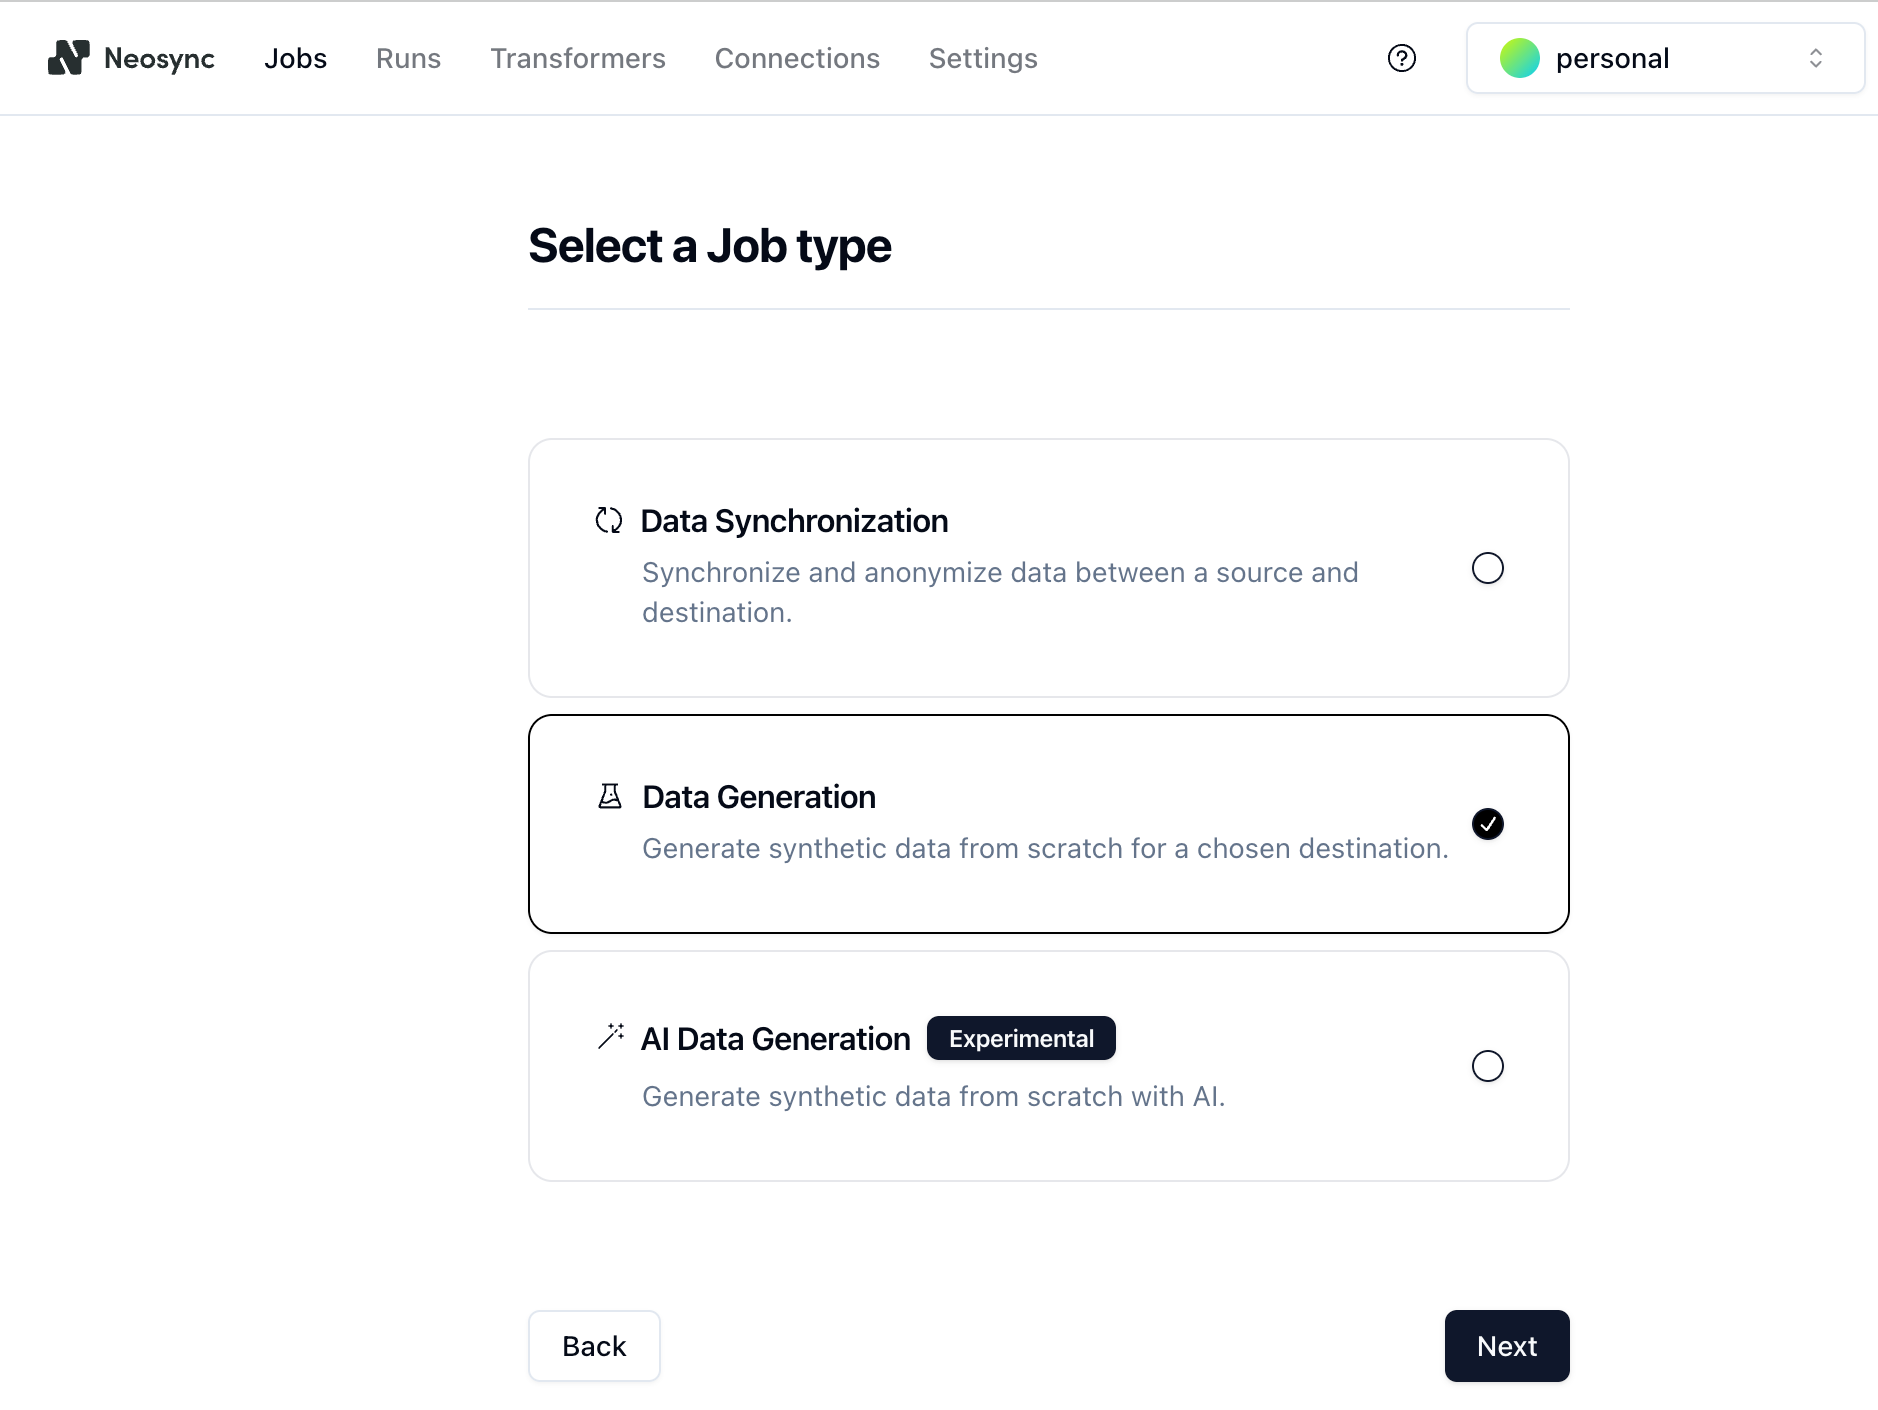 Neosync Jobs Runs Transformers Connections Settings personal
Select a Job type
Data Synchronization
Synchronize and anonymize data between a source and
destination.
Data Generation
Generate synthetic data from scratch for a chosen destination.
AI Data Generation Experimental
Generate synthetic data from scratch with AI.
Back Next